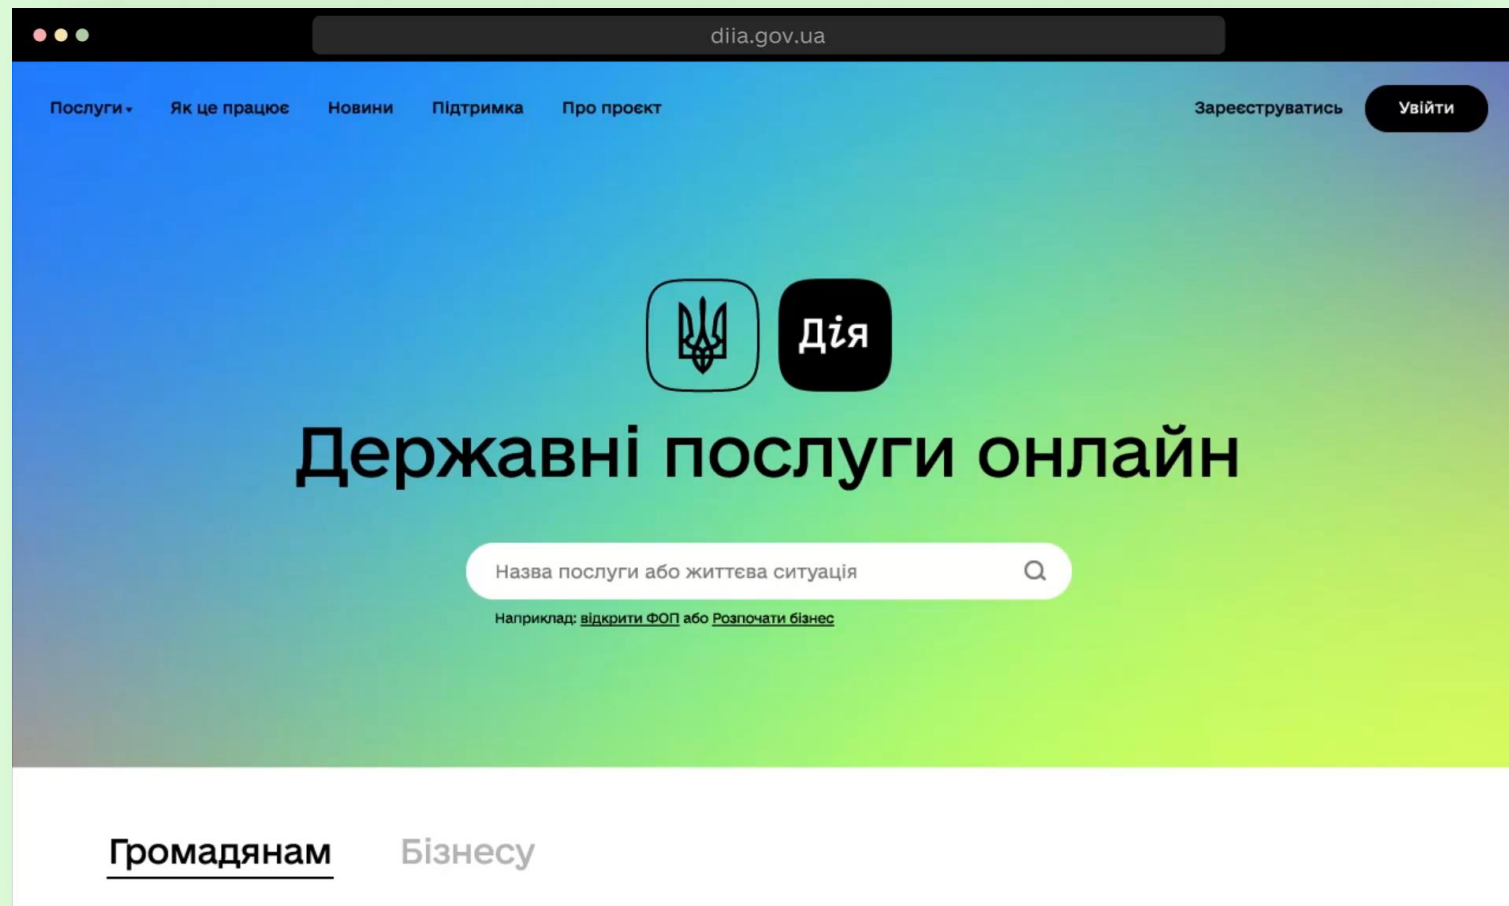 diia.gov.ua
Послуги Як це працює Новини Підтримка Про проєкт Зареєструватись Увійти
Дія
Державні послуги онлайн
Назва послуги або життєва ситуація
Наприклад: відкрити ФОП або Розпочати бізнес
Громадянам Бізнесу